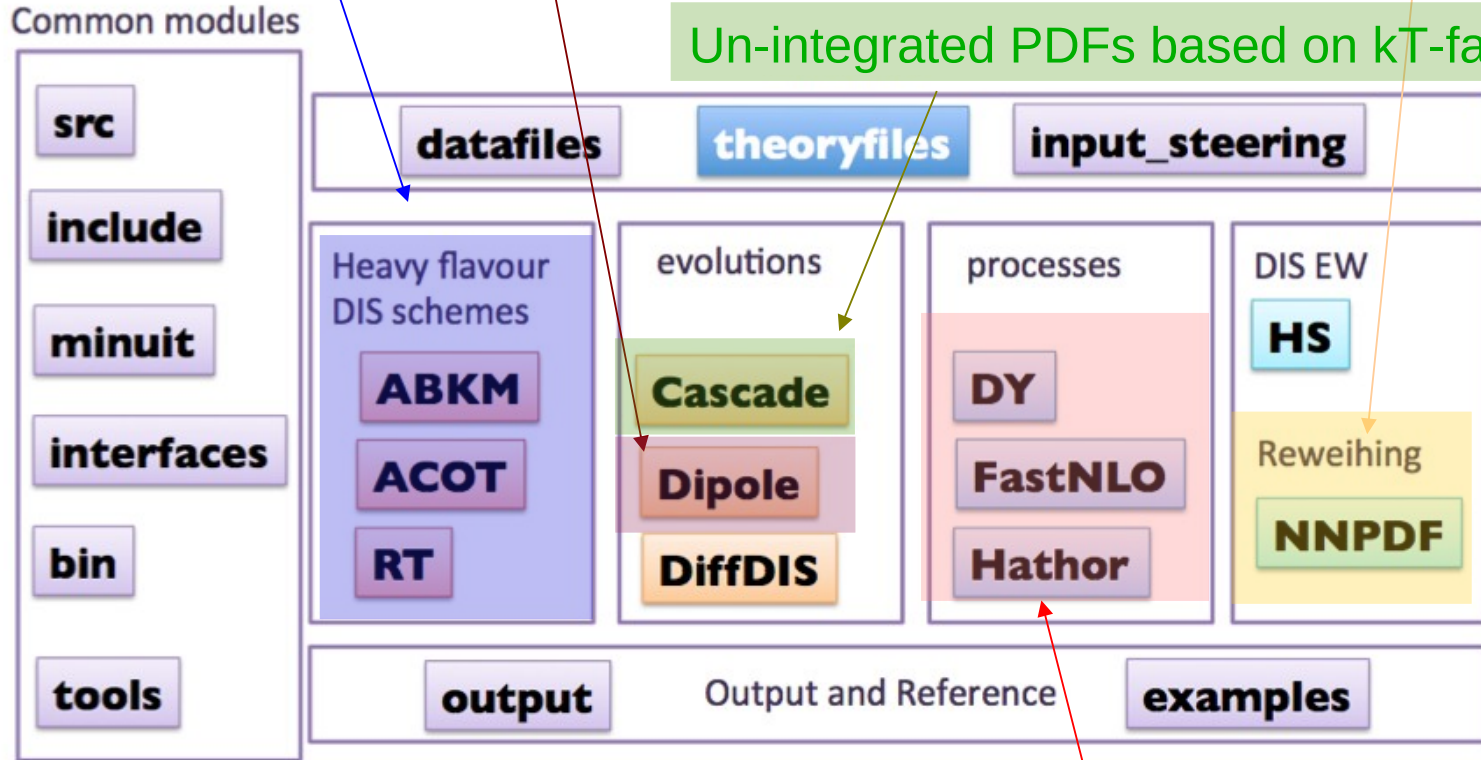 Common modules
Un-integrated PDFs based on kT-fa
src
include
minuit
interfaces
bin
tools
datafiles
theoryfiles
input_steering
Heavy flavour
DIS schemes
ABKM
ACOT
RT
evolutions
Cascade
Dipole
DiffDIS
processes
DY
FastNLO
Hathor
DIS EW
HS
Reweihing
NNPDF
output
Output and Reference
examples